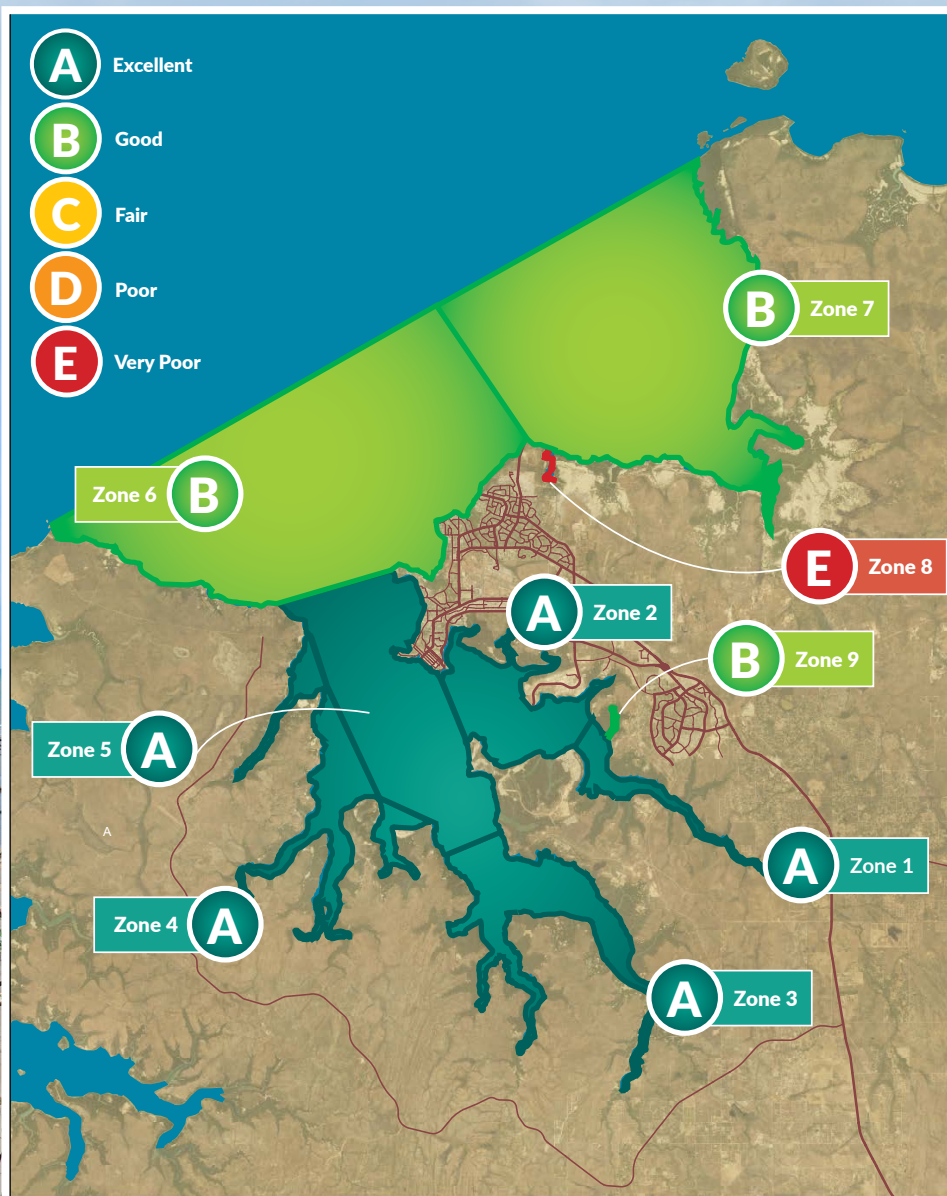 A Excellent
B Good
C Fair
D Poor
E Very Poor
B Zone 7
Zone 6 B
E Zone 8
A Zone 2
B Zone 9
Zone 5 A
A
A Zone 1
Zone 4 A
A Zone 3